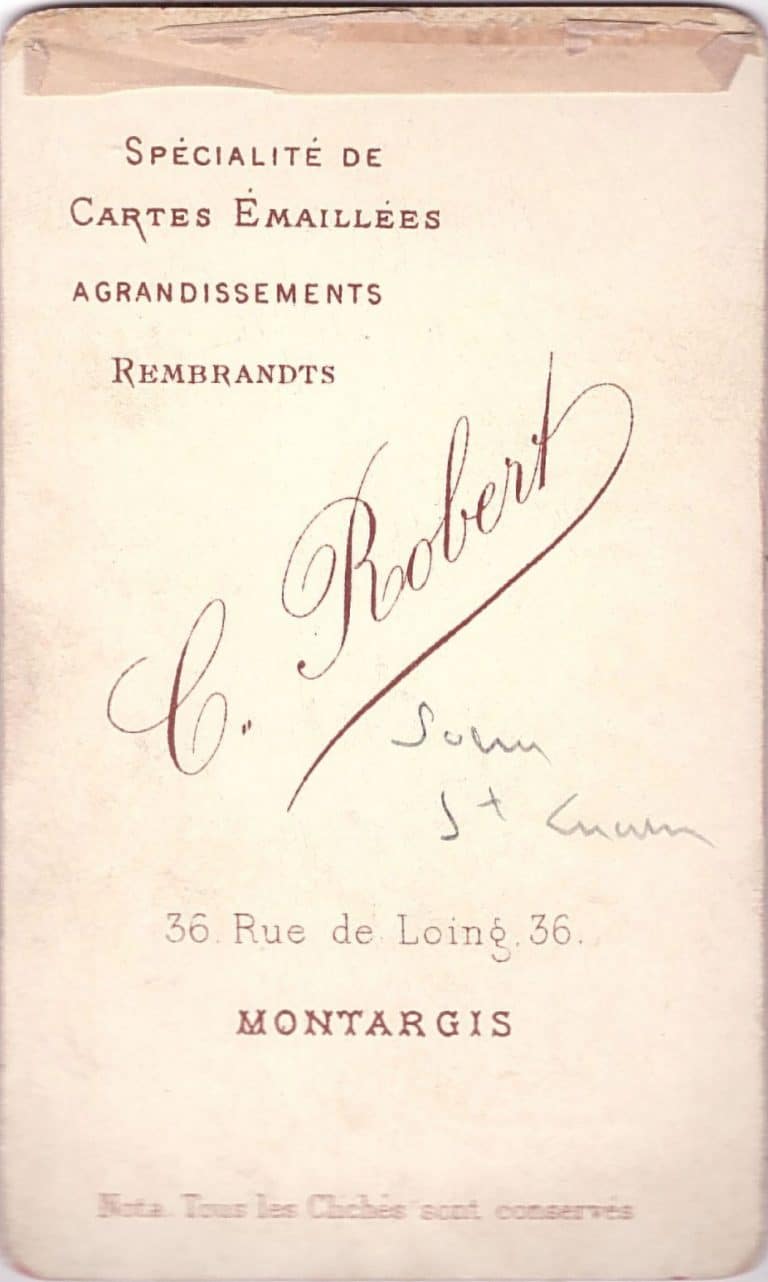 SPÉCIALITÉ DE
CARTES ÉMAILLÉES
AGRANDISSEMENTS
REMBRANDTS
C. Robert
St
36. Rue de Loing. 36.
MONTARGIS
Nota. Tous les Clichés sont conservés